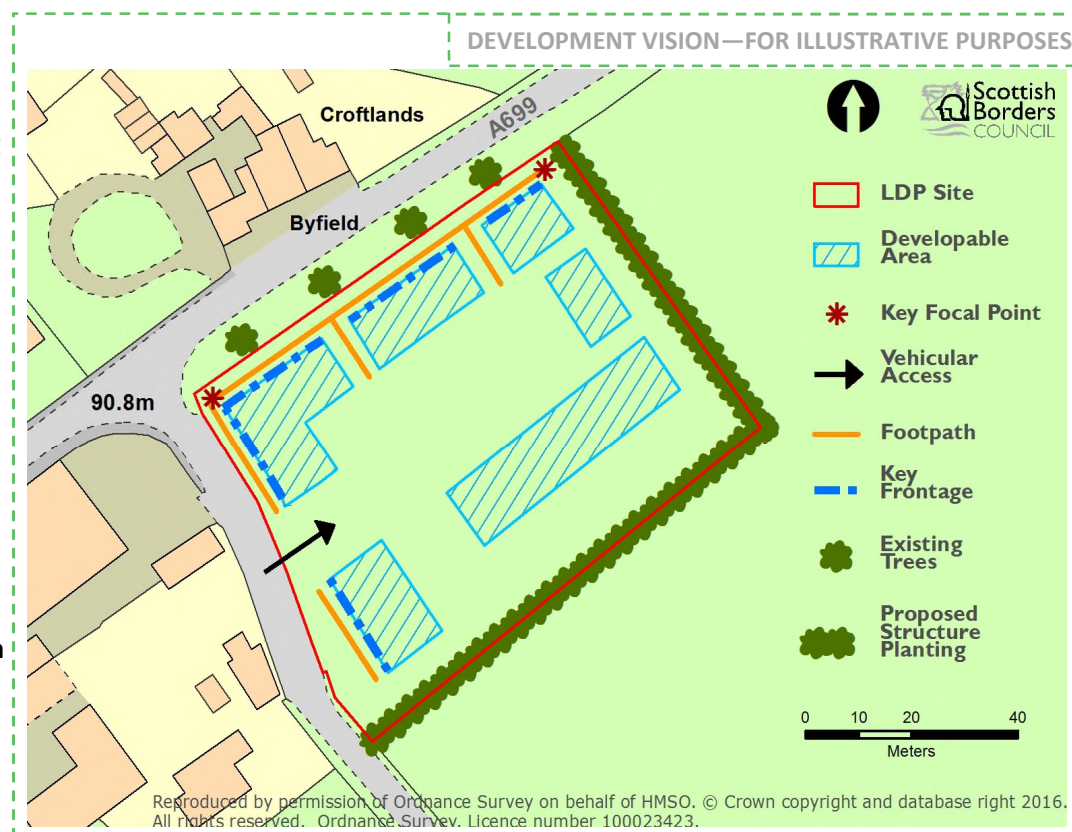 DEVELOPMENT VISION—FOR ILLUSTRATIVE PURPOSES
Scottish
Borders
COUNCIL
Croftlands
A699
Byfield
90.8m
LDP Site
Developable
Area
Key Focal Point
Vehicular
Access
Footpath
Key
Frontage
Existing
Trees
Proposed
Structure
Planting
0 10 20 40
Meters
Reproduced by permission of Ordnance Survey on behalf of HMSO. © Crown copyright and database right 2016.
All rights reserved. Ordnance Survey. Licence number 100023423.